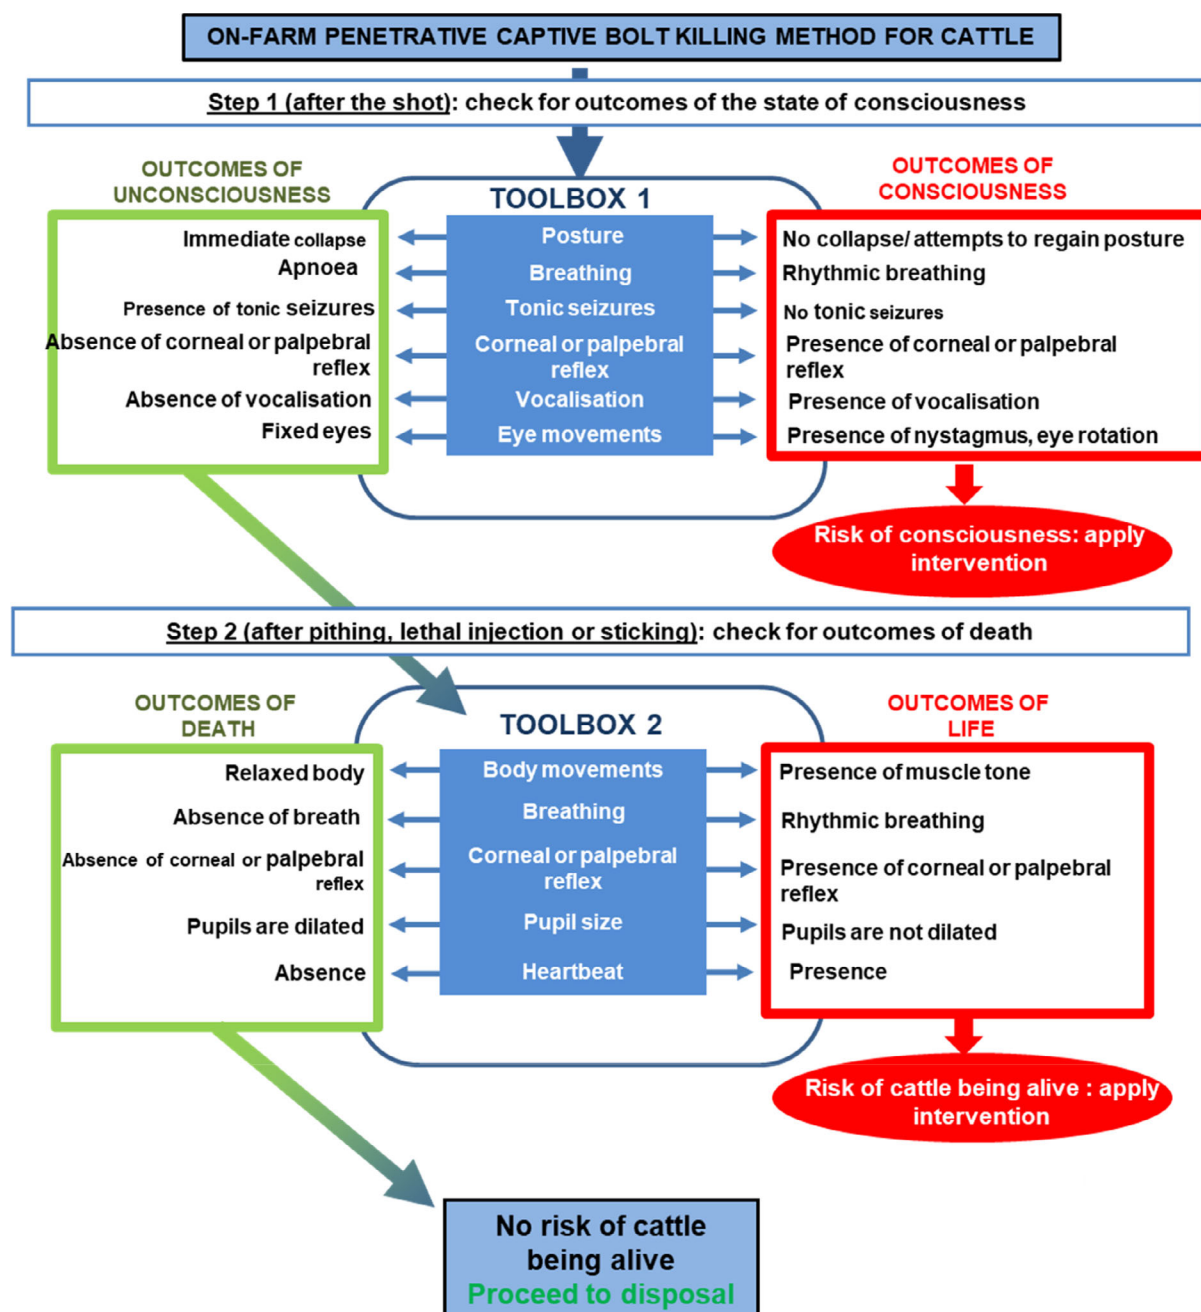 ON-FARM PENETRATIVE CAPTIVE BOLT KILLING METHOD FOR CATTLE
Step 1 (after the shot): check for outcomes of the state of consciousness
OUTCOMES OF
UNCONSCIOUSNESS
TOOLBOX 1
OUTCOMES OF
CONSCIOUSNESS
Immediate collapse
Posture
No collapse/ attempts to regain posture
Apnoea
Breathing
Rhythmic breathing
Presence of tonic seizures
Tonic seizures
No tonic seizures
Absence of corneal or palpebral
reflex
Corneal or palpebral
reflex
Presence of corneal or palpebral
reflex
Absence of vocalisation
Vocalisation
Presence of vocalisation
Fixed eyes
Eye movements
Presence of nystagmus, eye rotation
Risk of consciousness: apply
intervention
Step 2 (after pithing, lethal injection or sticking): check for outcomes of death
OUTCOMES OF
DEATH
TOOLBOX 2
OUTCOMES OF
LIFE
Relaxed body
Body movements
Presence of muscle tone
Absence of breath
Breathing
Rhythmic breathing
Absence of corneal or palpebral
reflex
Corneal or palpebral
reflex
Presence of corneal or palpebral
reflex
Pupils are dilated
Pupil size
Pupils are not dilated
Absence
Heartbeat
Presence
Risk of cattle being alive : apply
intervention
No risk of cattle
being alive
Proceed to disposal